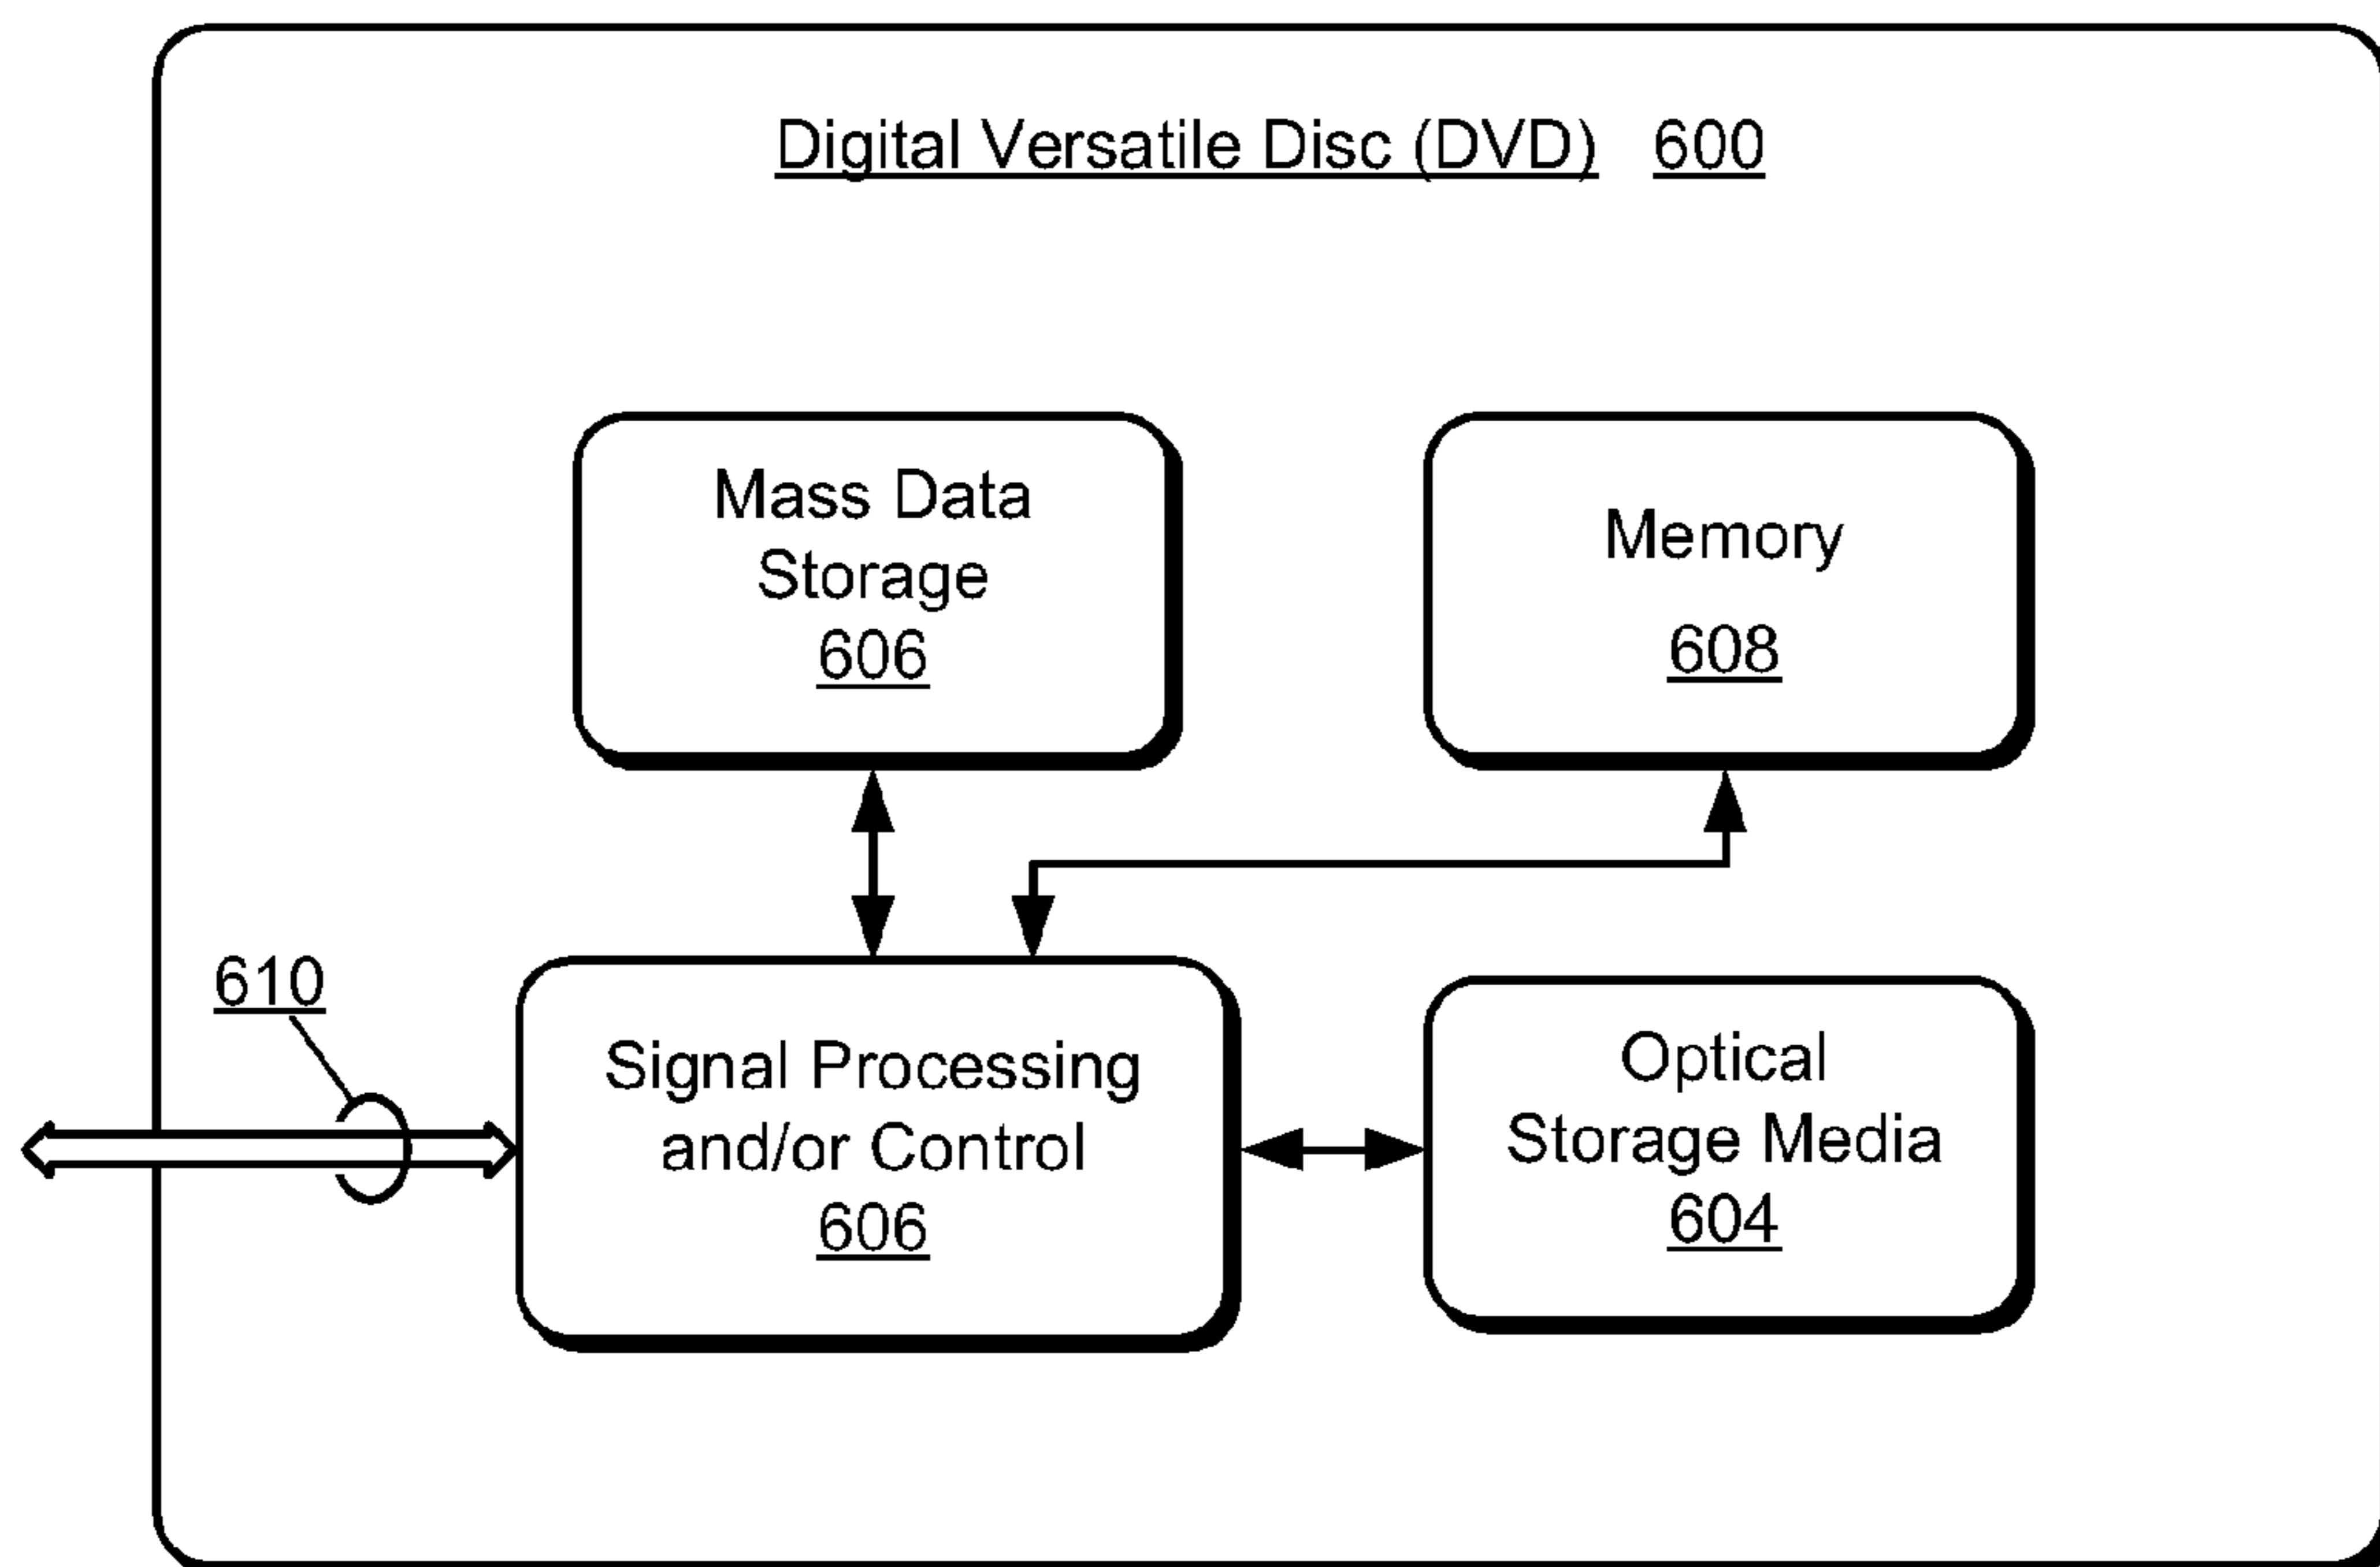 Digital Versatile Disc (DVD) 600
Mass Data
Storage
606
Memory
608
610
Signal Processing
and/or Control
606
Optical
Storage Media
604